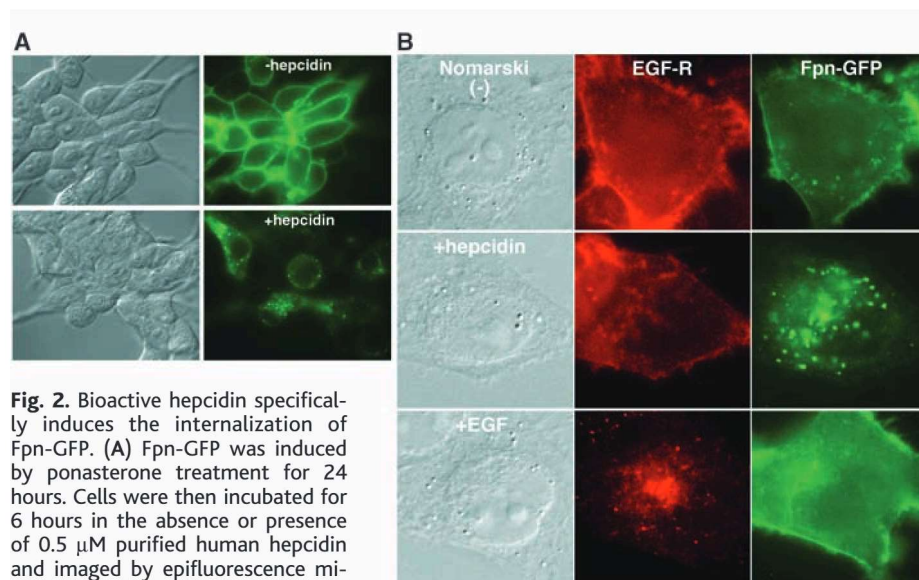 A
-hepcidin
+hepcidin
B
Nomarski
(-)
EGF-R
Fpn-GFP
+hepcidin
+EGF
Fig. 2. Bioactive hepcidin specifical-
ly induces the internalization of
Fpn-GFP. (A) Fpn-GFP was induced
by ponasterone treatment for 24
hours. Cells were then incubated for
6 hours in the absence or presence
of 0.5 μM purified human hepcidin
and imaged by epifluorescence mi-